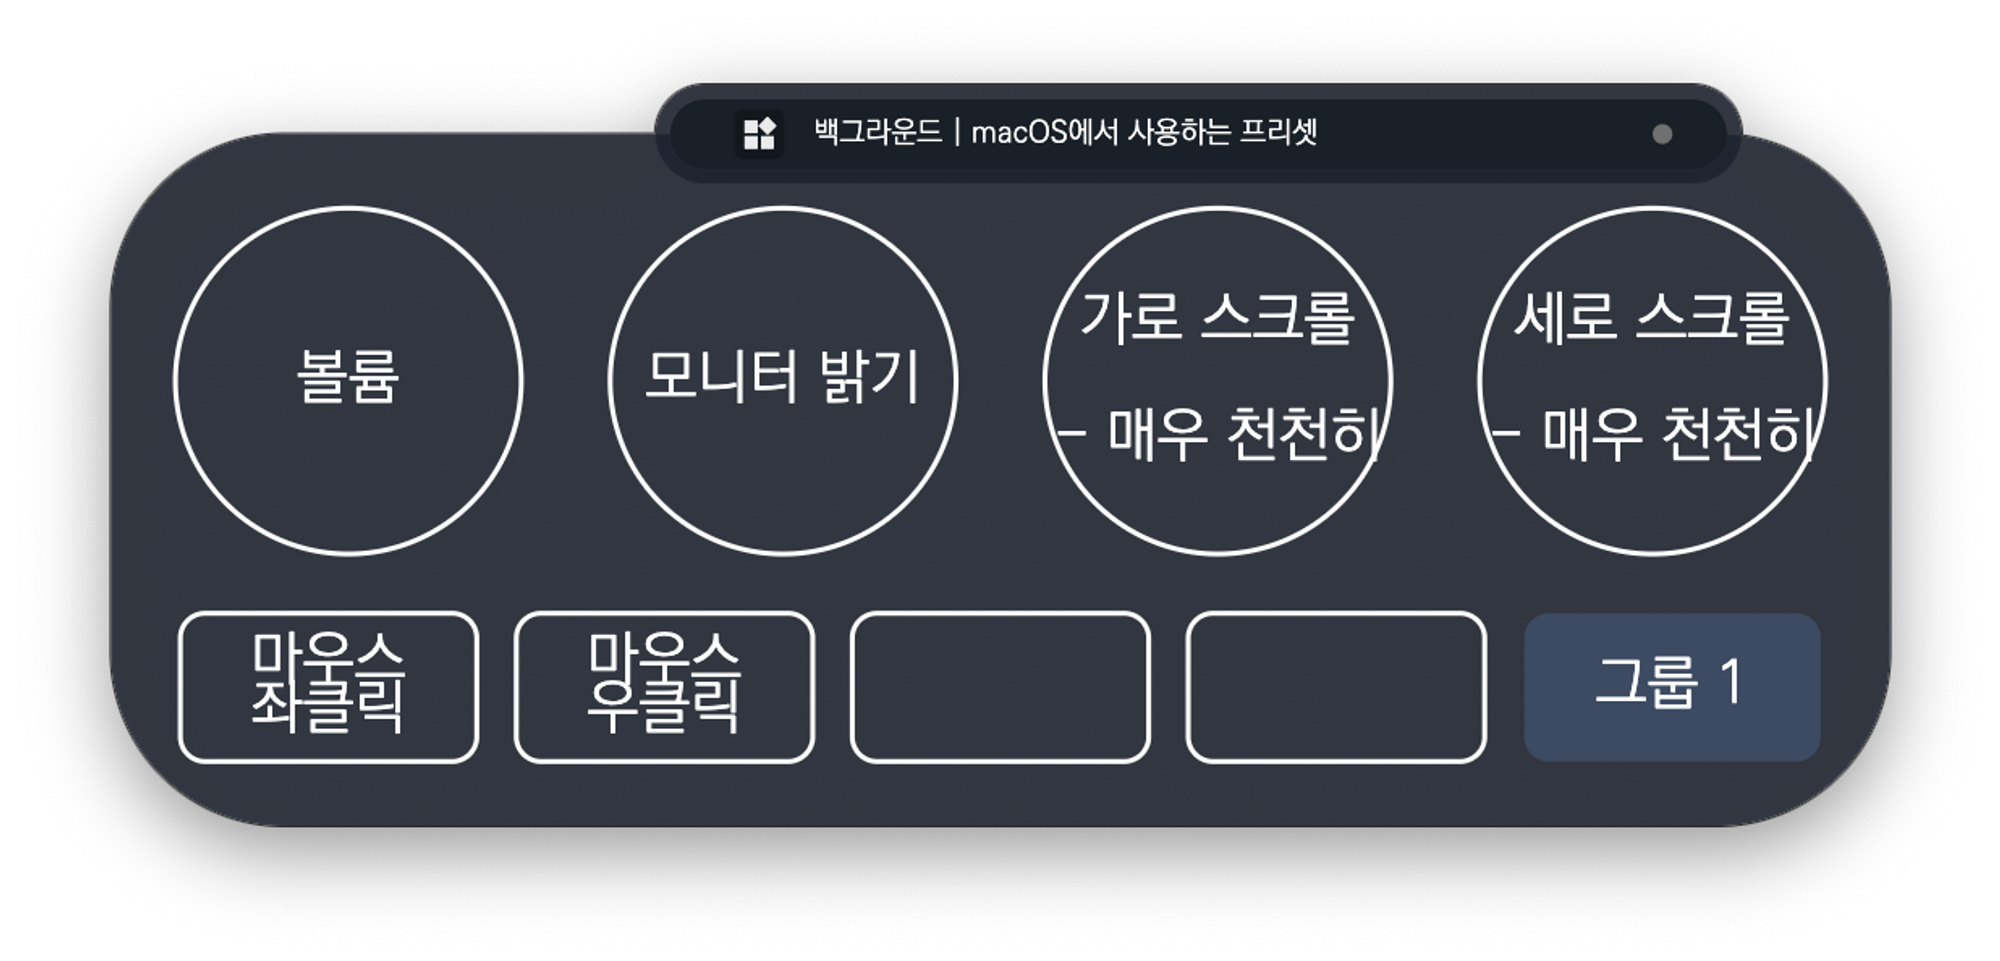 백그라운드 | macOS에서 사용하는 프리셋
볼륨
모니터 밝기
가로 스크롤
- 매우 천천히
세로 스크롤
- 매우 천천히
마우스
좌클릭
마우스
우클릭
그룹 1